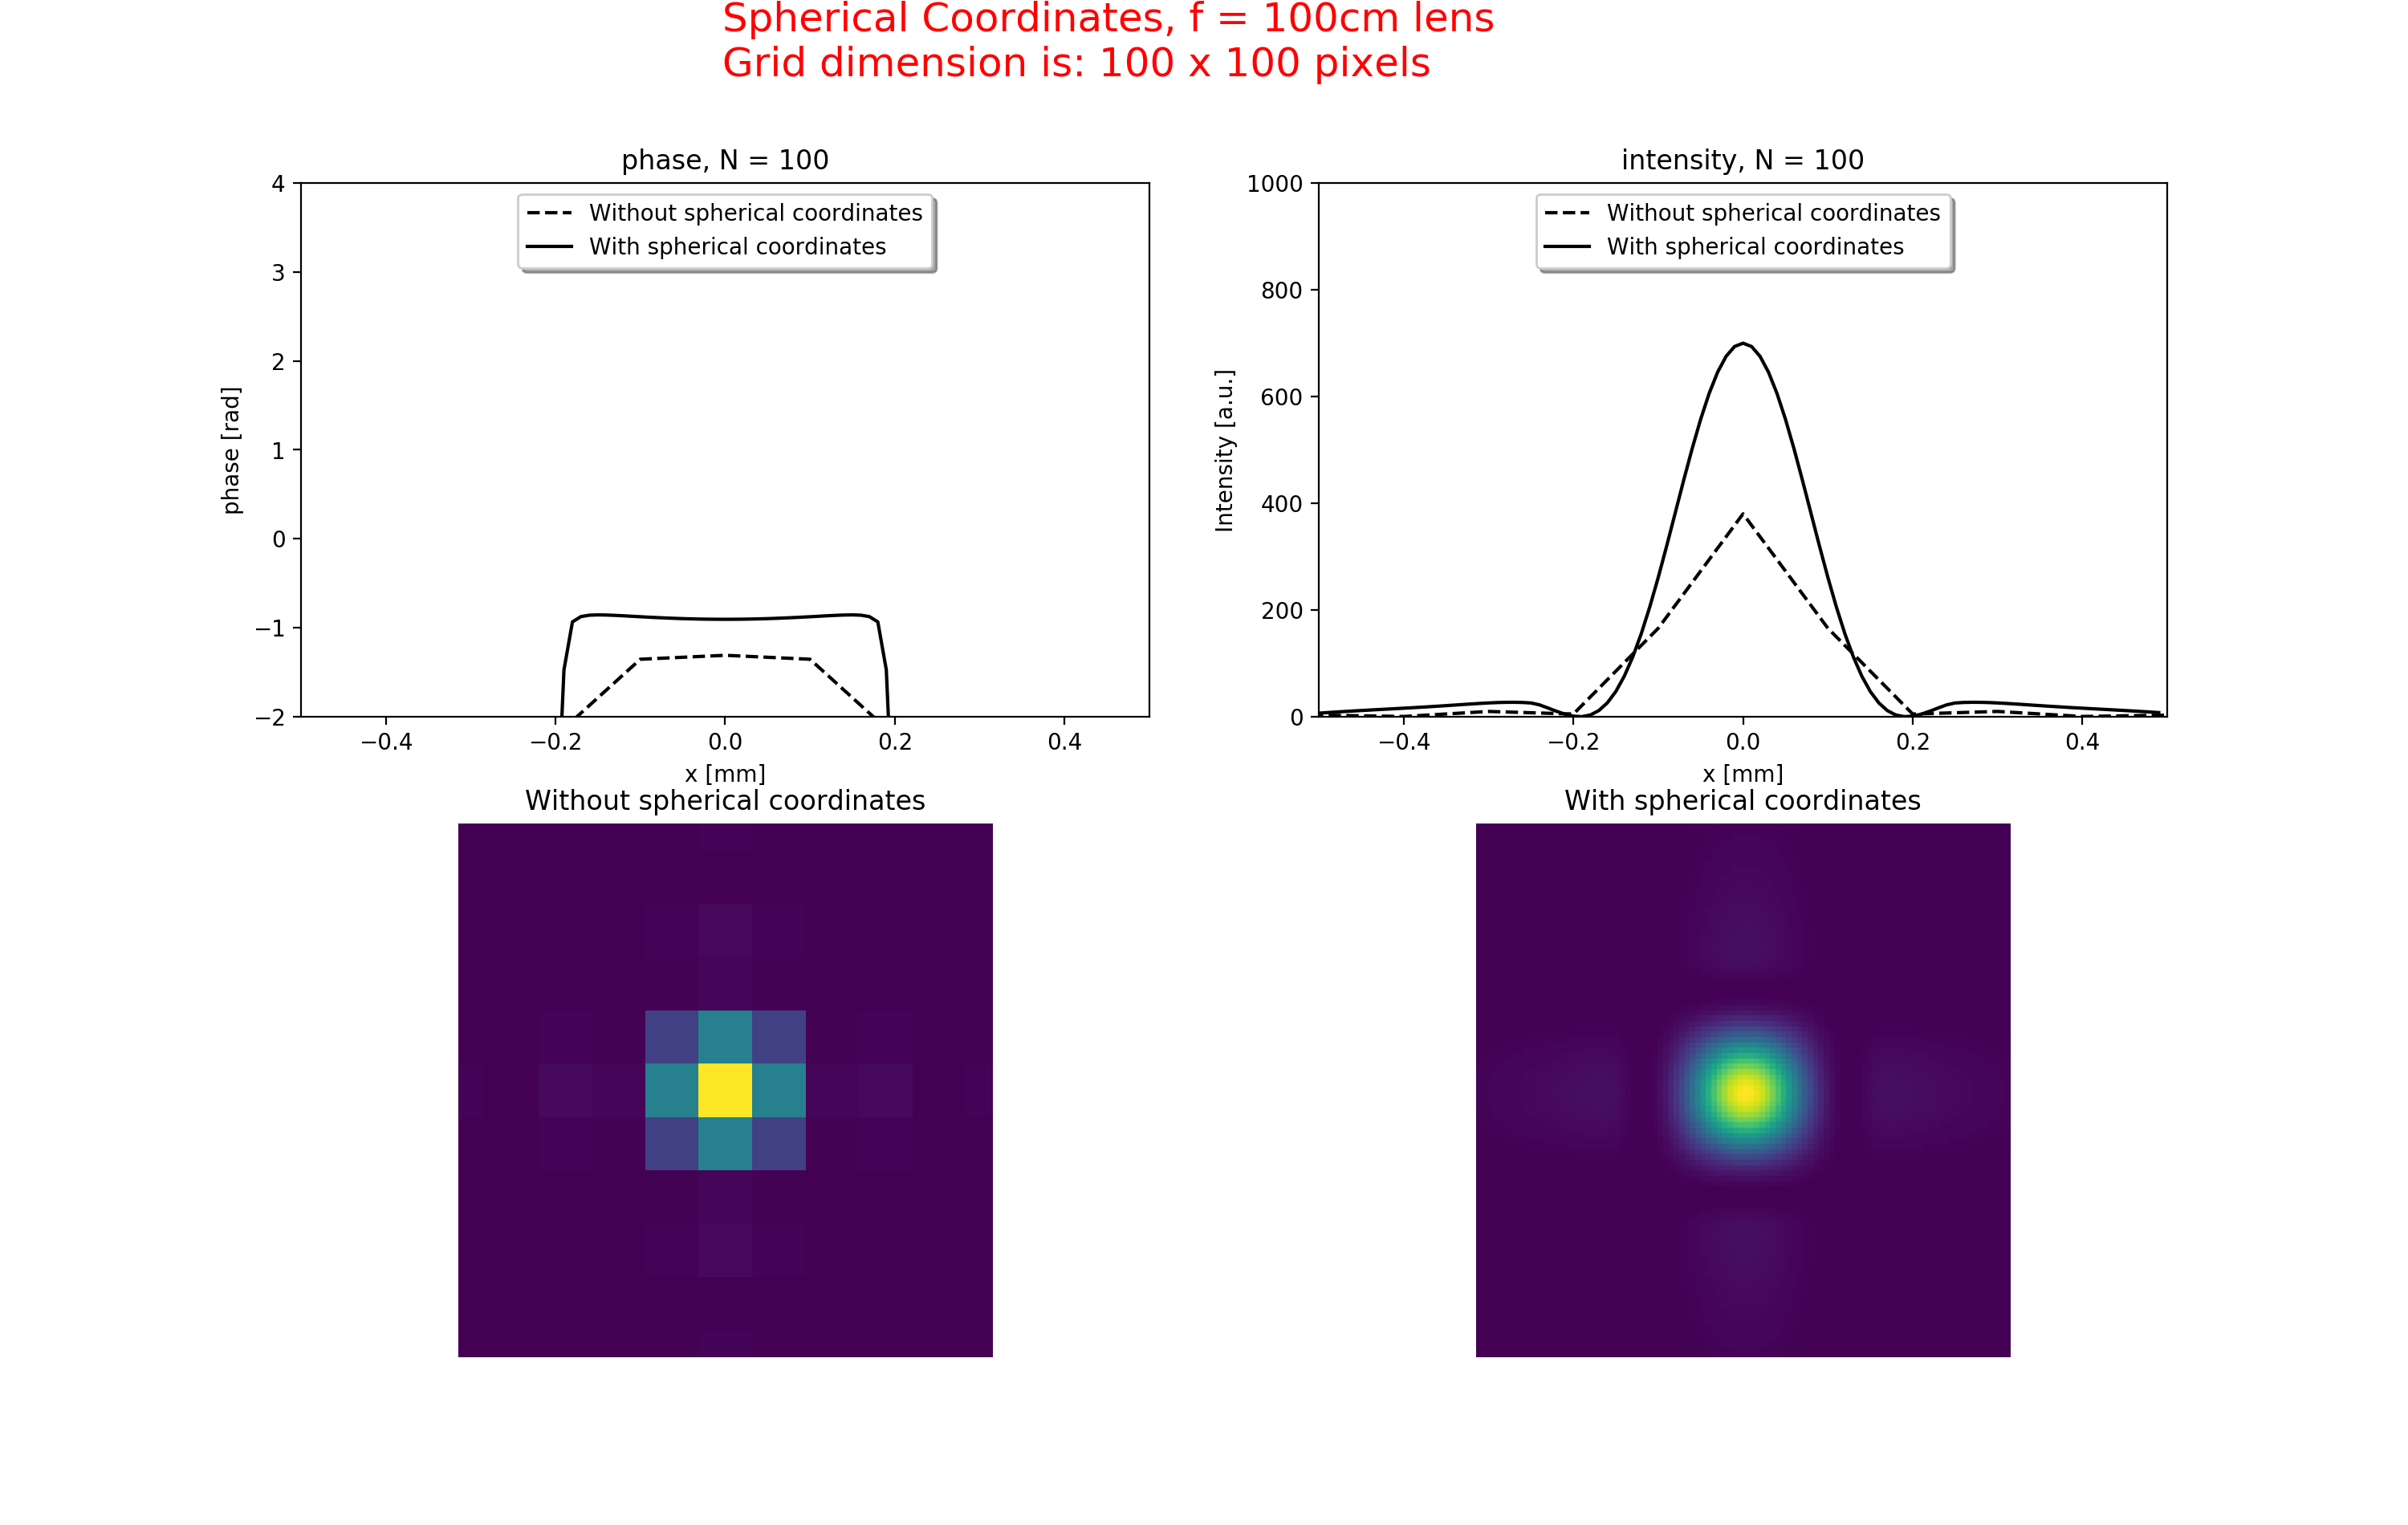 Spherical Coordinates, f = 100cm lens
Grid dimension is: 100 x 100 pixels
phase, N = 100
4
3
2
1
0
−1
−2
phase [rad]
Without spherical coordinates
With spherical coordinates
−0.4
−0.2
0.0
0.2
0.4
x [mm]
intensity, N = 100
1000
800
600
400
200
0
Intensity [a.u.]
Without spherical coordinates
With spherical coordinates
−0.4
−0.2
0.0
0.2
0.4
x [mm]
Without spherical coordinates
With spherical coordinates